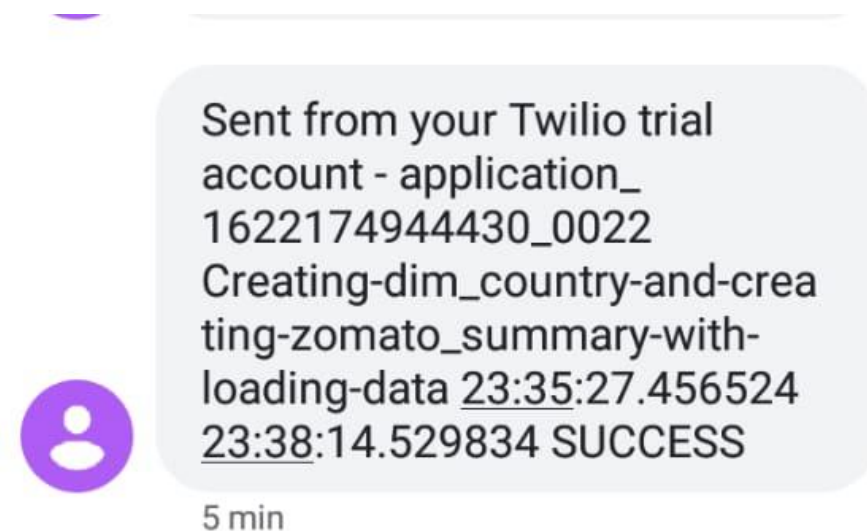 Sent from your Twilio trial
account - application_
1622174944430_0022
Creating-dim_country-and-crea
ting-zomato_summary-with-
loading-data 23:35:27.456524
23:38:14.529834 SUCCESS
5 min